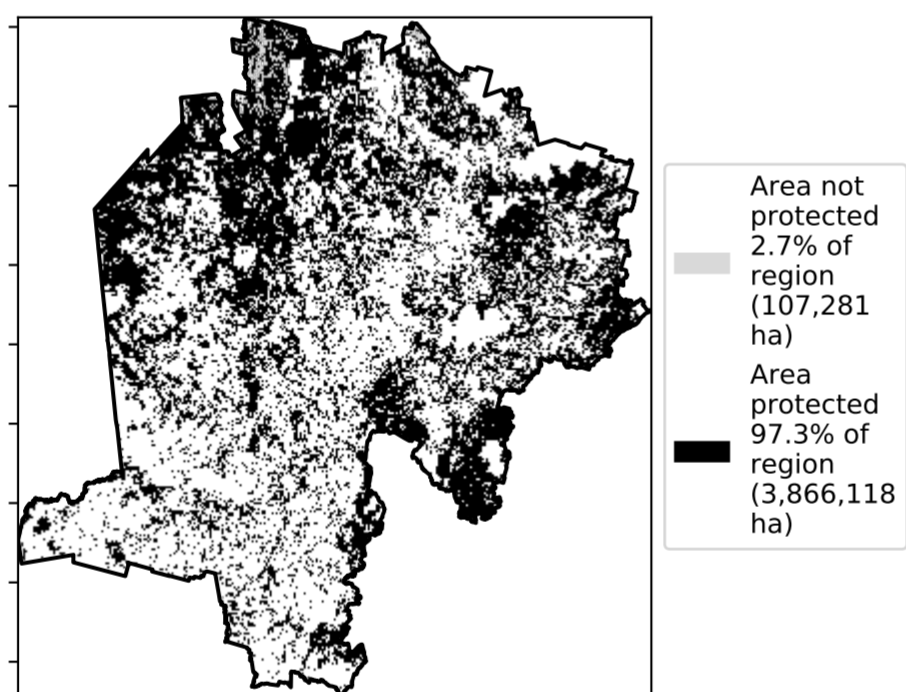 Area not
protected
2.7% of
region
(107,281
ha)
Area
protected
97.3% of
region
(3,866,118
ha)